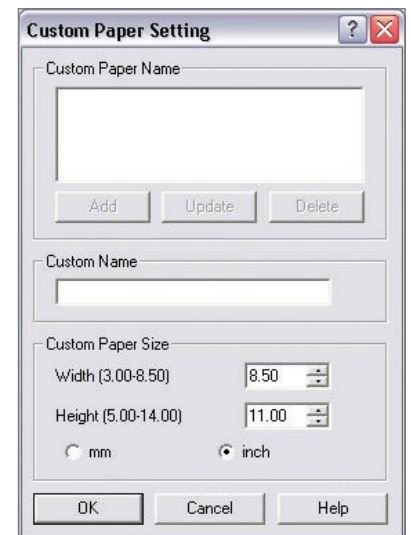 Custom Paper Setting
Custom Paper Name
Add Update Delete
Custom Name
Custom Paper Size
Width (3.00-8.50) 8.50
Height (5.00-14.00) 11.00
mm inch
OK Cancel Help